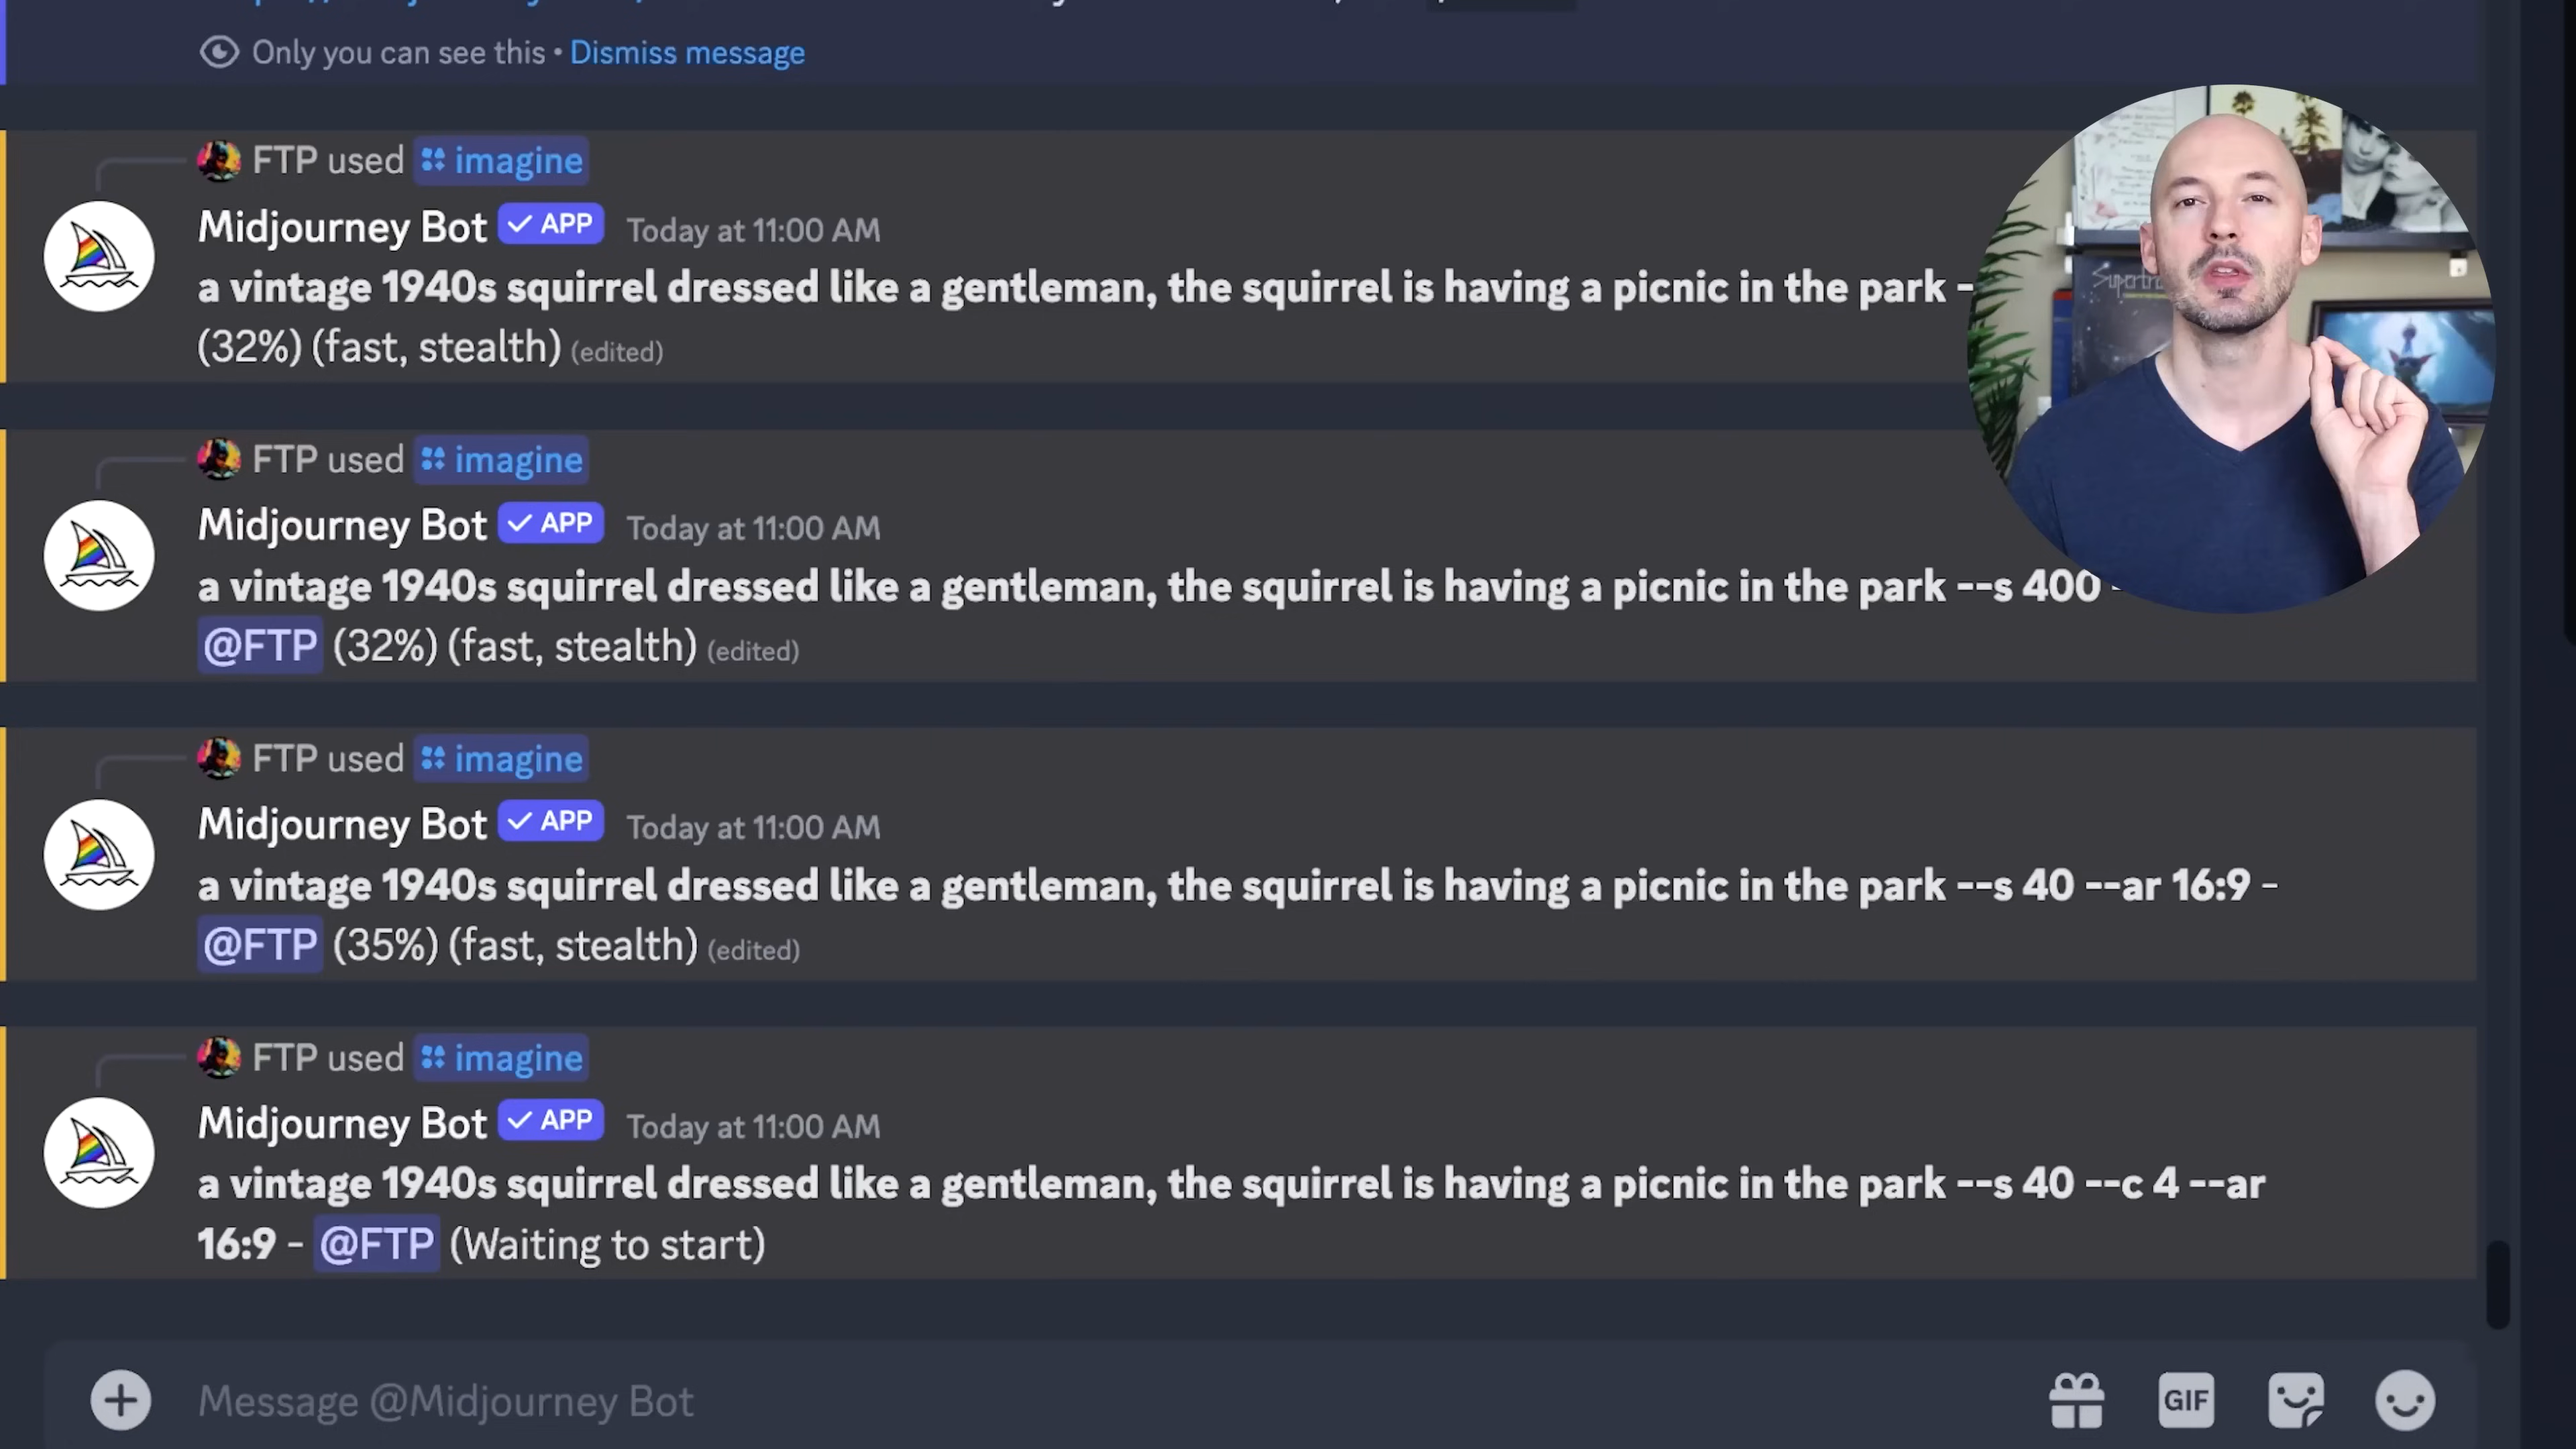 Only you can see this • Dismiss message
FTP used imagine
Midjourney Bot APP Today at 11:00 AM
a vintage 1940s squirrel dressed like a gentleman, the squirrel is having a picnic in the park -
(32%) (fast, stealth) (edited)
FTP used imagine
Midjourney Bot APP Today at 11:00 AM
a vintage 1940s squirrel dressed like a gentleman, the squirrel is having a picnic in the park --s 400 -
@FTP (32%) (fast, stealth) (edited)
FTP used imagine
Midjourney Bot APP Today at 11:00 AM
a vintage 1940s squirrel dressed like a gentleman, the squirrel is having a picnic in the park --s 40 --ar 16:9 -
@FTP (35%) (fast, stealth) (edited)
FTP used imagine
Midjourney Bot APP Today at 11:00 AM
a vintage 1940s squirrel dressed like a gentleman, the squirrel is having a picnic in the park --s 40 --c 4 --ar
16:9 - @FTP (Waiting to start)
Message @Midjourney Bot
GIF